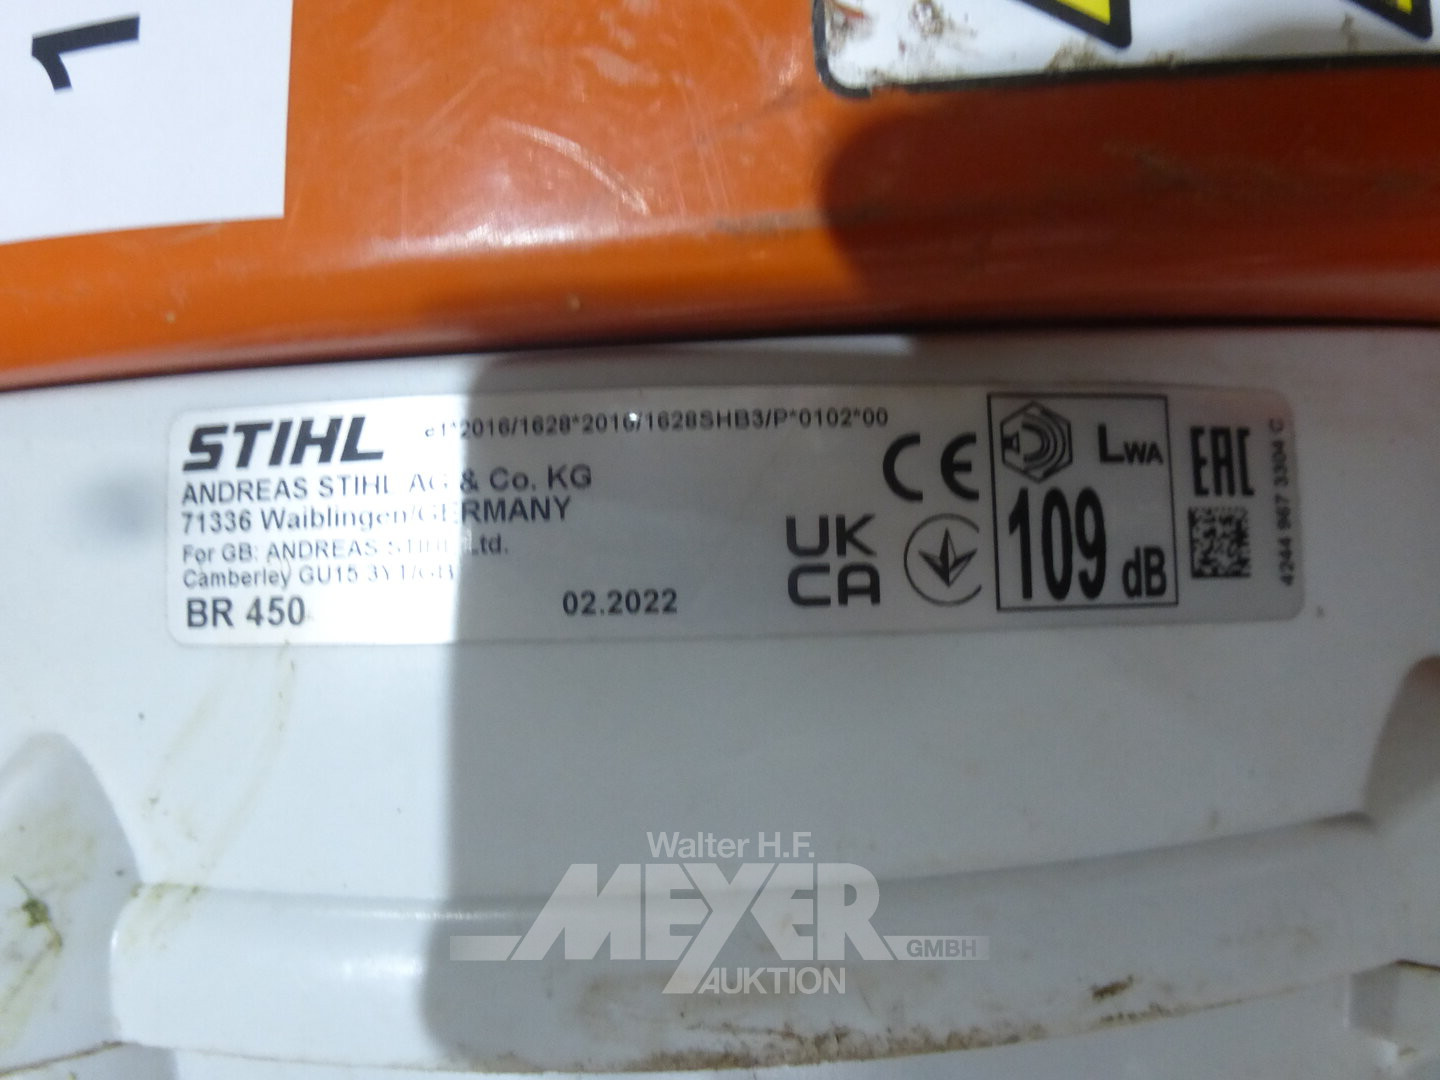 1
STIHL
e1*2016/1628*2016/1628SHB3/P*0102*00
ANDREAS STIHL AG & Co. KG
71336 Waiblingen/GERMANY
For GB: ANDREAS STIHL Ltd.
Camberley GU15 3YT/GB
BR 450
02.2022
CE
UK
CA
LWA
109 dB
EAC
4244 967 3304 C
Walter H.F.
MEYER
GMBH
AUKTION